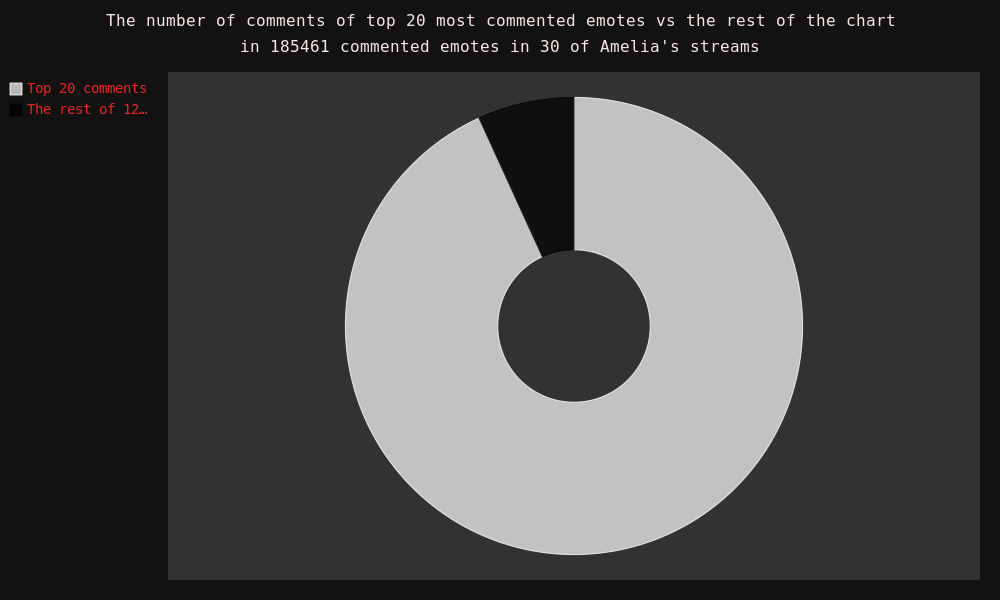 The number of comments of top 20 most commented emotes vs the rest of the chart
in 185461 commented emotes in 30 of Amelia's streams
Top 20 comments
The rest of 12…